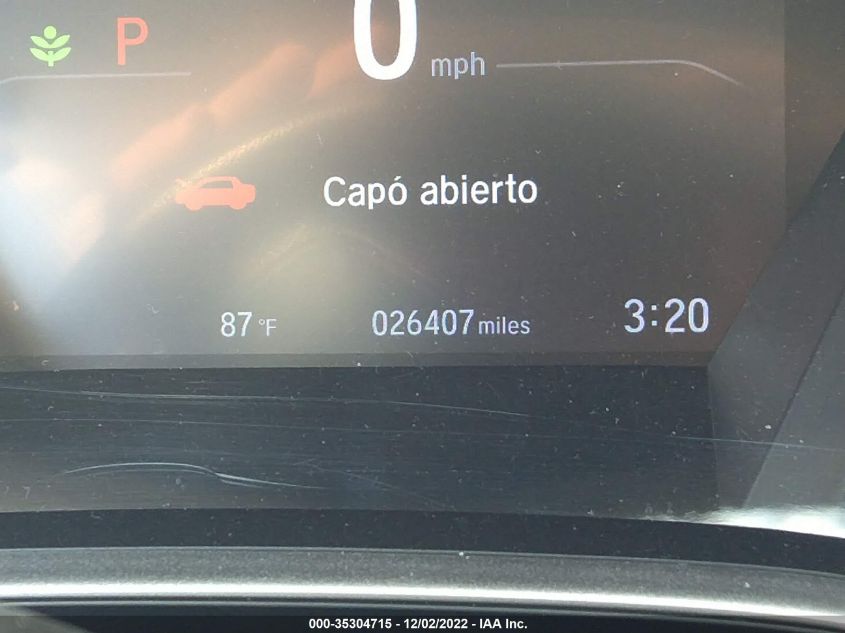 P 0 mph
Capó abierto
87 °F 026407 miles 3:20
000-35304715 - 12/02/2022 - IAA Inc.